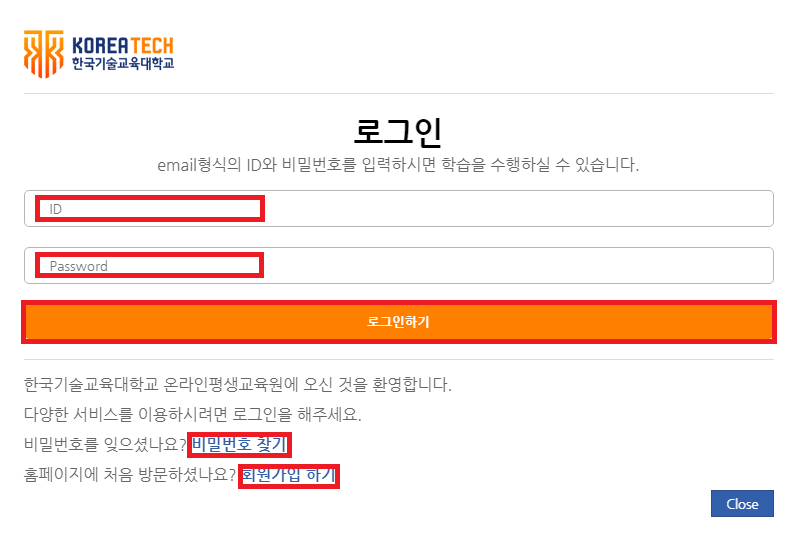 KOREATECH
한국기술교육대학교
로그인
email형식의 ID와 비밀번호를 입력하시면 학습을 수행하실 수 있습니다.
ID
Password
로그인하기
한국기술교육대학교 온라인평생교육원에 오신 것을 환영합니다.
다양한 서비스를 이용하시려면 로그인을 해주세요.
비밀번호를 잊으셨나요? 비밀번호 찾기
홈페이지에 처음 방문하셨나요? 회원가입 하기
Close